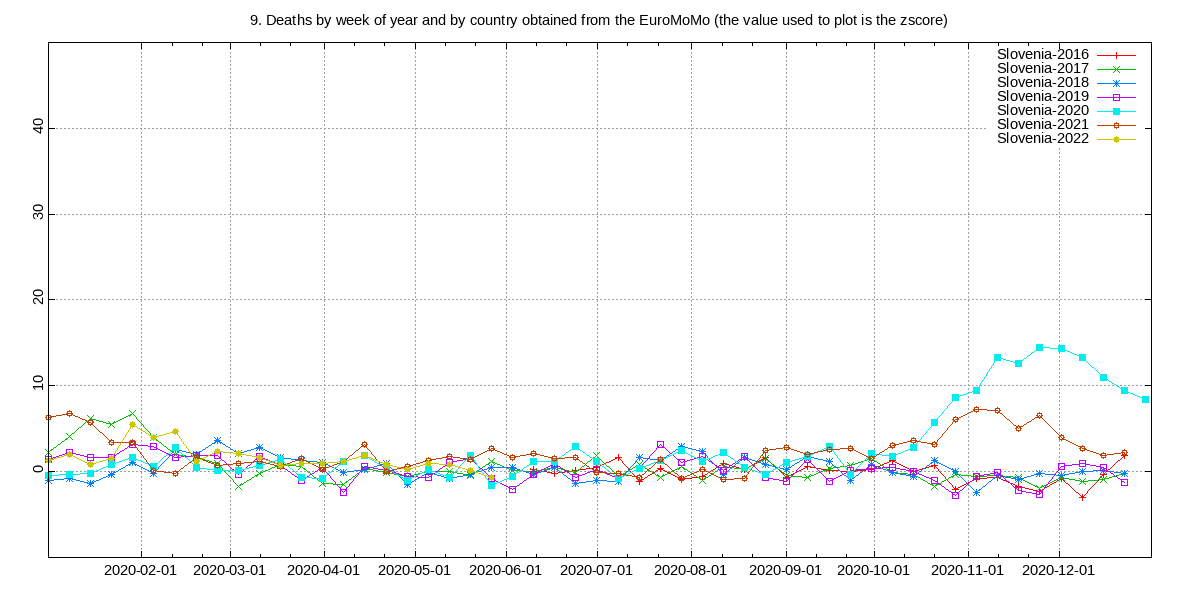 9. Deaths by week of year and by country obtained from the EuroMoMo (the value used to plot is the zscore)
Slovenia-2016
Slovenia-2017
Slovenia-2018
Slovenia-2019
Slovenia-2020
Slovenia-2021
Slovenia-2022
40
30
20
10
0
2020-02-01 2020-03-01 2020-04-01 2020-05-01 2020-06-01 2020-07-01 2020-08-01 2020-09-01 2020-10-01 2020-11-01 2020-12-01